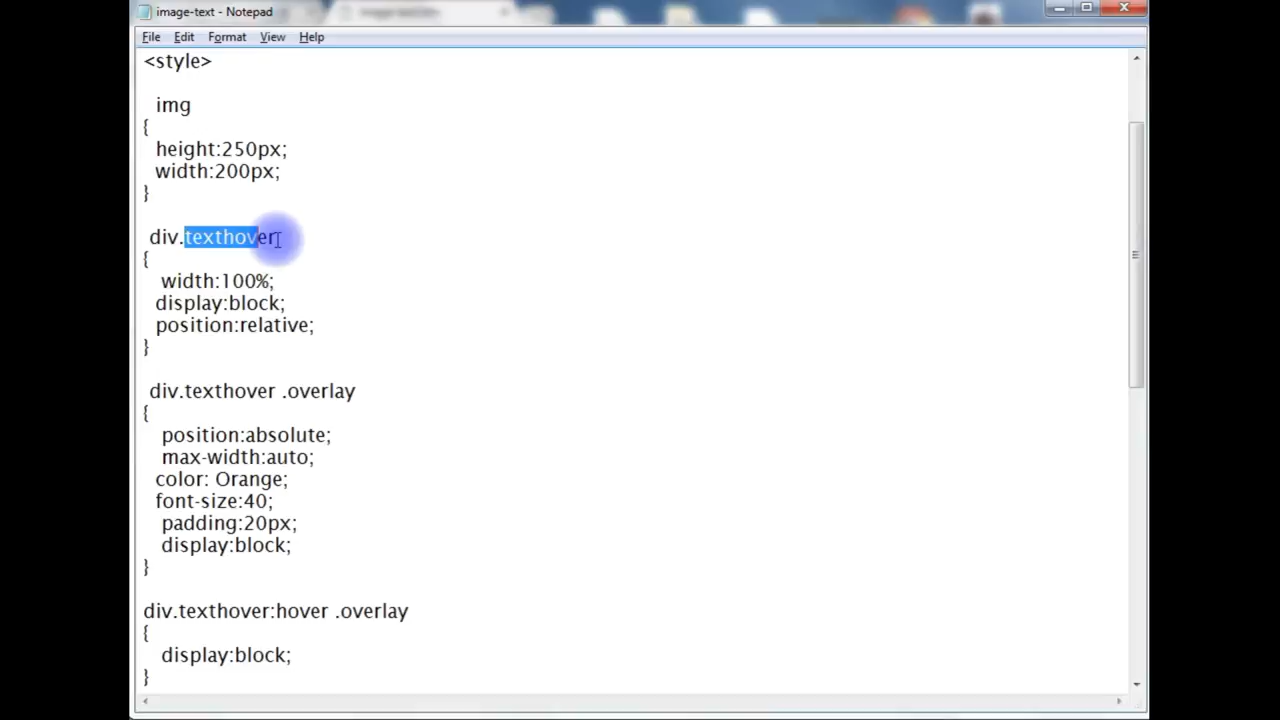 image-text - Notepad
File Edit Format View Help
<style>
img
{
height:250px;
width:200px;
}
div.texthover
{
width:100%;
display:block;
position:relative;
}
div.texthover .overlay
{
position:absolute;
max-width:auto;
color: Orange;
font-size:40;
padding:20px;
display:block;
}
div.texthover:hover .overlay
{
display:block;
}